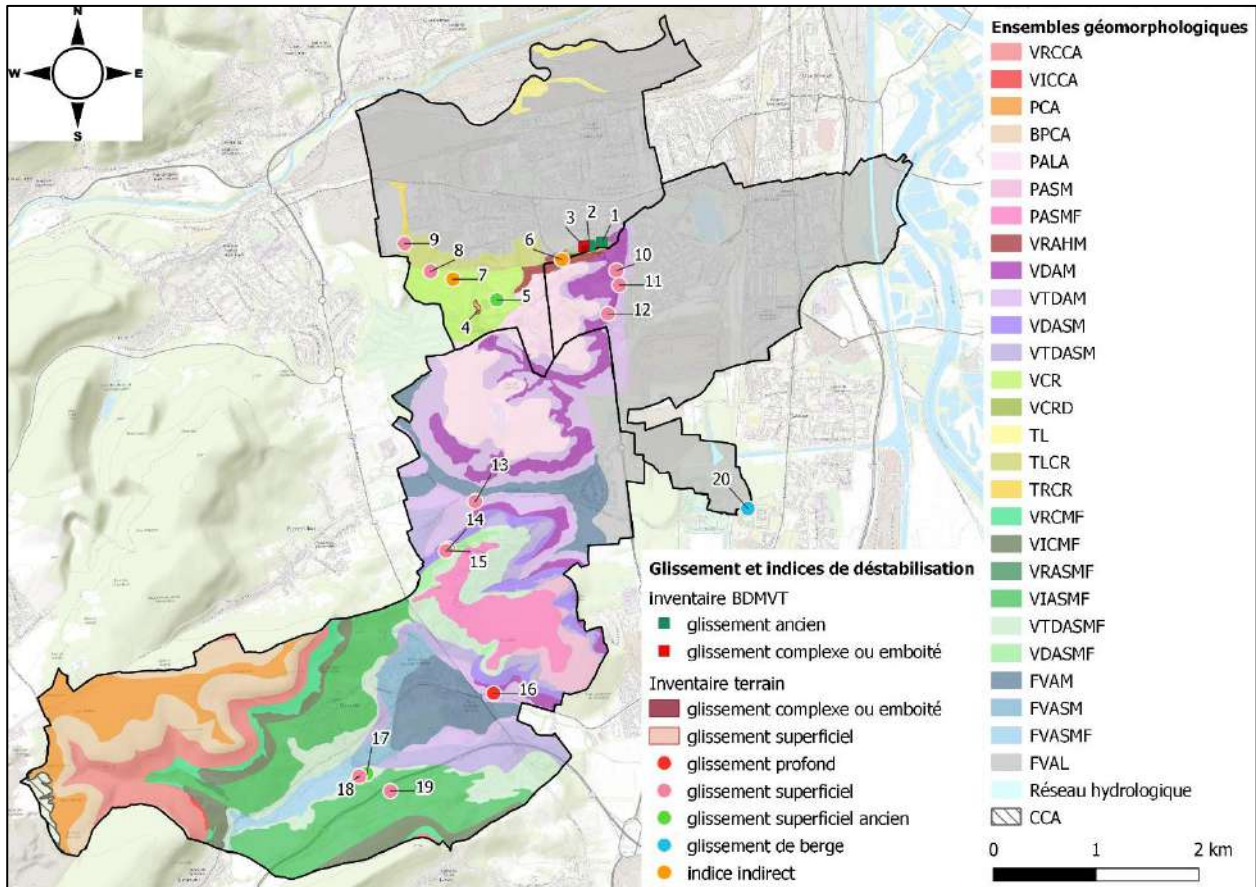 N
W
E
S
Ensembles géomorphologiques
VRCCA
VICCA
PCA
BPCA
PALA
PASM
PASMF
VRAHM
VDAM
VTDAM
VDASM
VTDASM
VCR
VCRD
TL
TLCR
TRCR
VRCMF
VICMF
VRASMF
VIASMF
VTDASMF
VDASMF
FVAM
FVASM
FVASMF
FVAL
Réseau hydrologique
CCA
0 1 2 km
1
2
3
6
9
8
7
10
11
5
12
4
13
14
15
20
16
17
18
19
Glissement et indices de déstabilisation
inventaire BDMVT
glissement ancien
glissement complexe ou emboité
Inventaire terrain
glissement complexe ou emboité
glissement superficiel
glissement profond
glissement superficiel
glissement superficiel ancien
glissement de berge
indice indirect